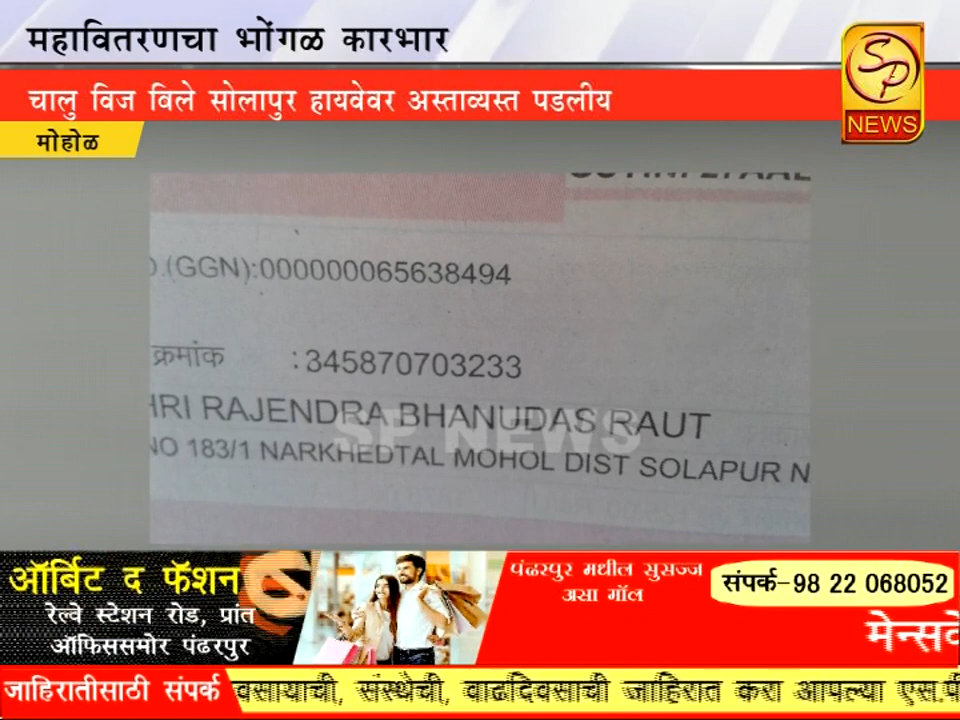 महावितरणचा भोंगळ कारभार
चालु विज विले सोलापुर हायवेवर अस्ताव्यस्त पडलीय
मोहोळ
SP
NEWS
.(GGN):000000065638494
क्रमांक :345870703233
HRI RAJENDRA BHANUDAS RAUT
SP NEWS
NO 183/1 NARKHEDTAL MOHOL DIST SOLAPUR N
ऑर्बिट द फॅशन
रेल्वे स्टेशन रोड, प्रांत
ऑफिससमोर पंढरपुर
पंढरपुर मधील सुसज्ज
असा मॉल
संपर्क-98 22 068052
मेन्सवे
जाहिरातीसाठी संपर्क वसायाची, संस्थेची, वाढदिवसाची जाहिरात करा आपल्या एस.पी